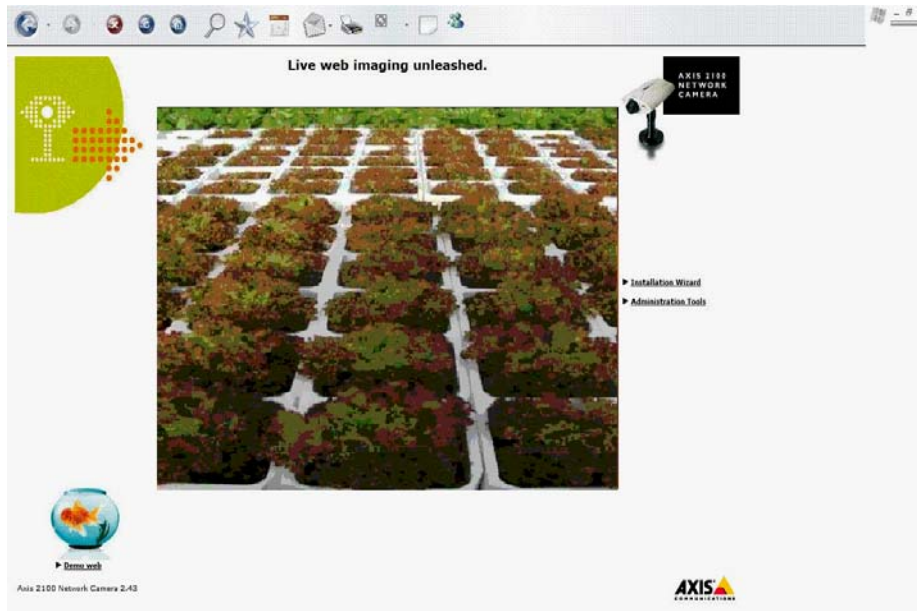 Live web imaging unleashed.
AXIS 2100
NETWORK
CAMERA
Installation Wizard
Administration Tools
Demo web
Axis 2100 Network Camera 2.43
AXIS
COMMUNICATIONS